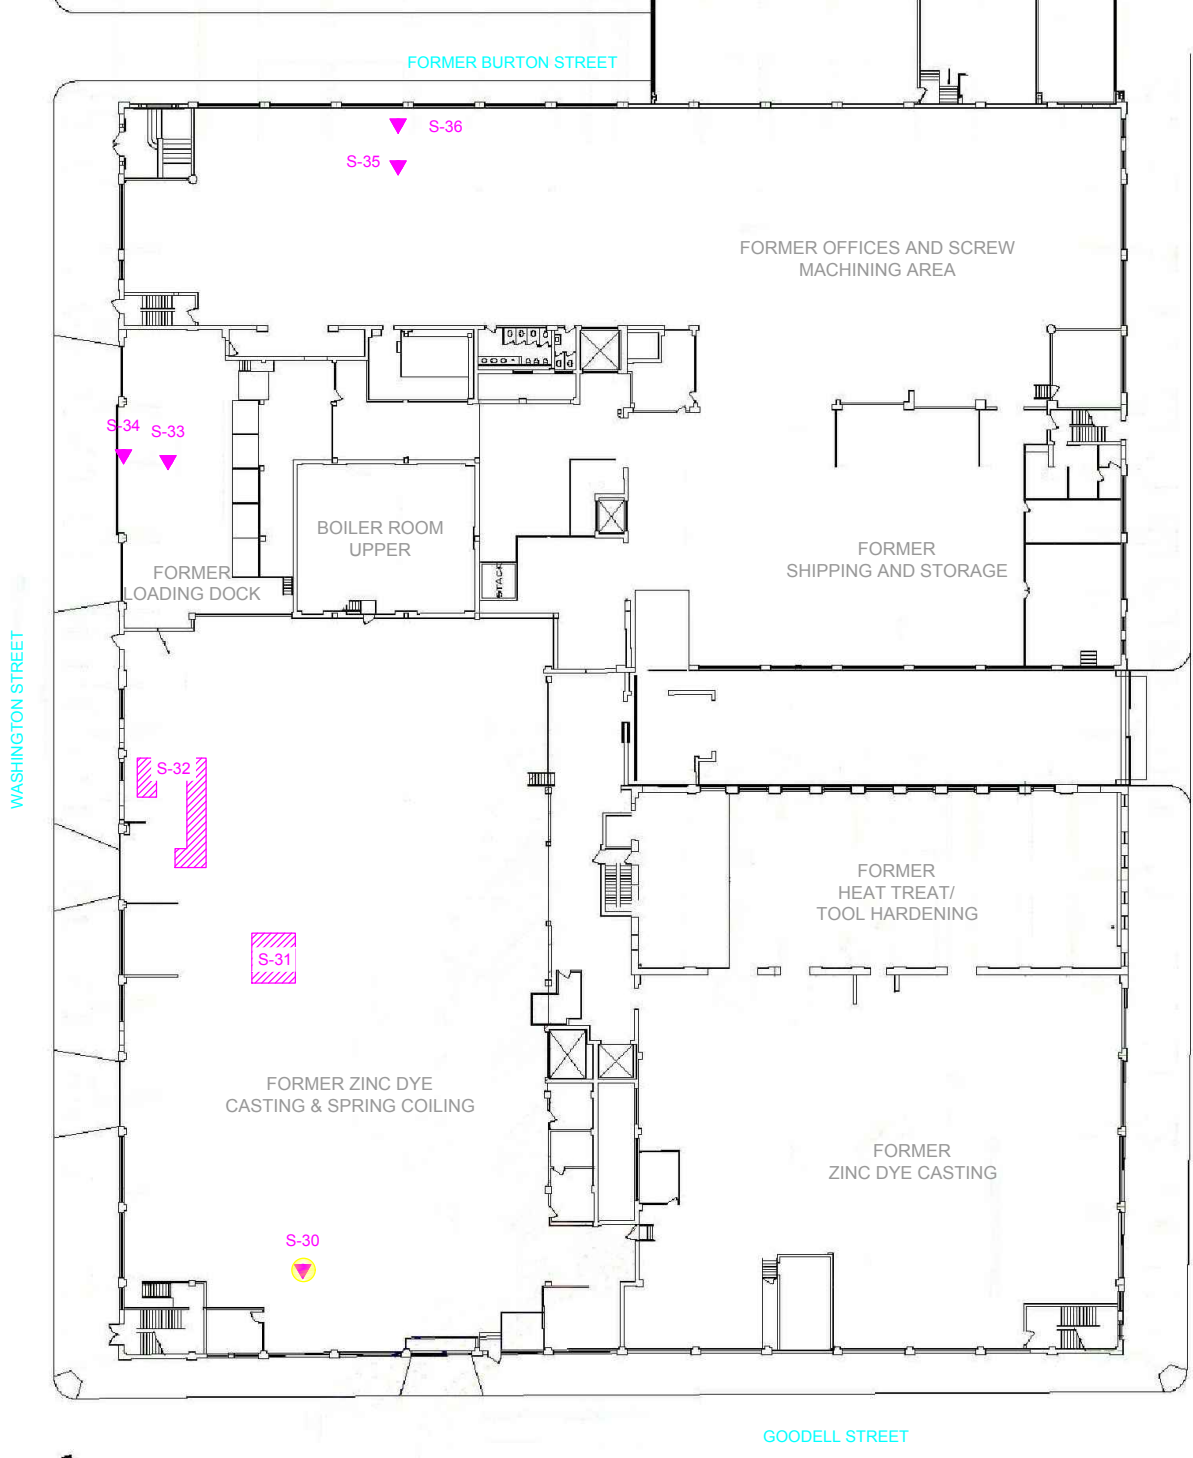 FORMER BURTON STREET
S-36
S-35
FORMER OFFICES AND SCREW
MACHINING AREA
S-34
S-33
BOILER ROOM
UPPER
FORMER
SHIPPING AND STORAGE
FORMER
LOADING DOCK
STACK
WASHINGTON STREET
S-32
FORMER
HEAT TREAT/
TOOL HARDENING
S-31
FORMER ZINC DYE
CASTING & SPRING COILING
FORMER
ZINC DYE CASTING
S-30
GOODELL STREET